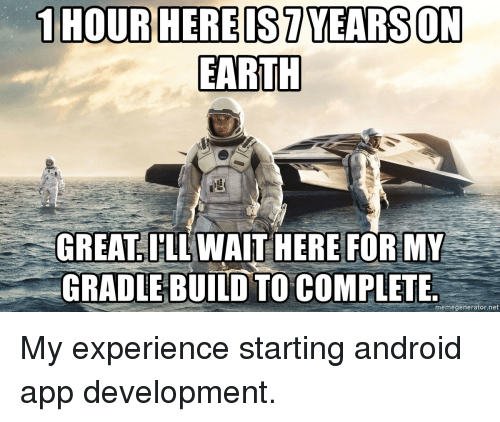 1 HOUR HERE IS 7 YEARS ON
EARTH
GREAT. I'LL WAIT HERE FOR MY
GRADLE BUILD TO COMPLETE.
memegenerator.net
My experience starting android
app development.